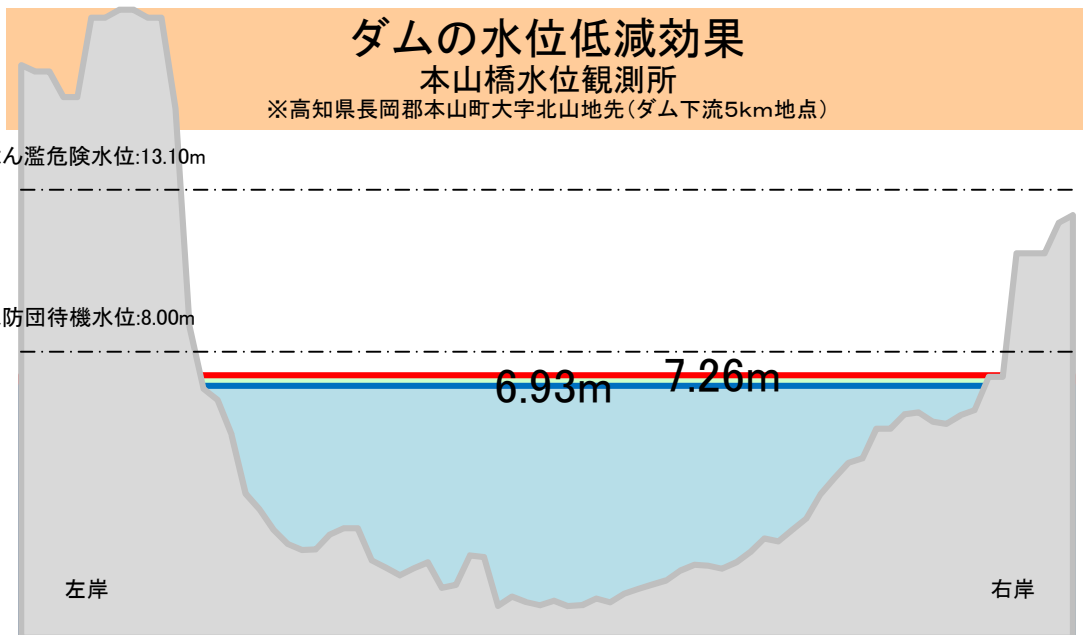 ダムの水位低減効果
本山橋水位観測所
※高知県長岡郡本山町大字北山地先(ダム下流5km地点)
ん濫危険水位:13.10m
防団待機水位:8.00m
7.26m
6.93m
左岸
右岸